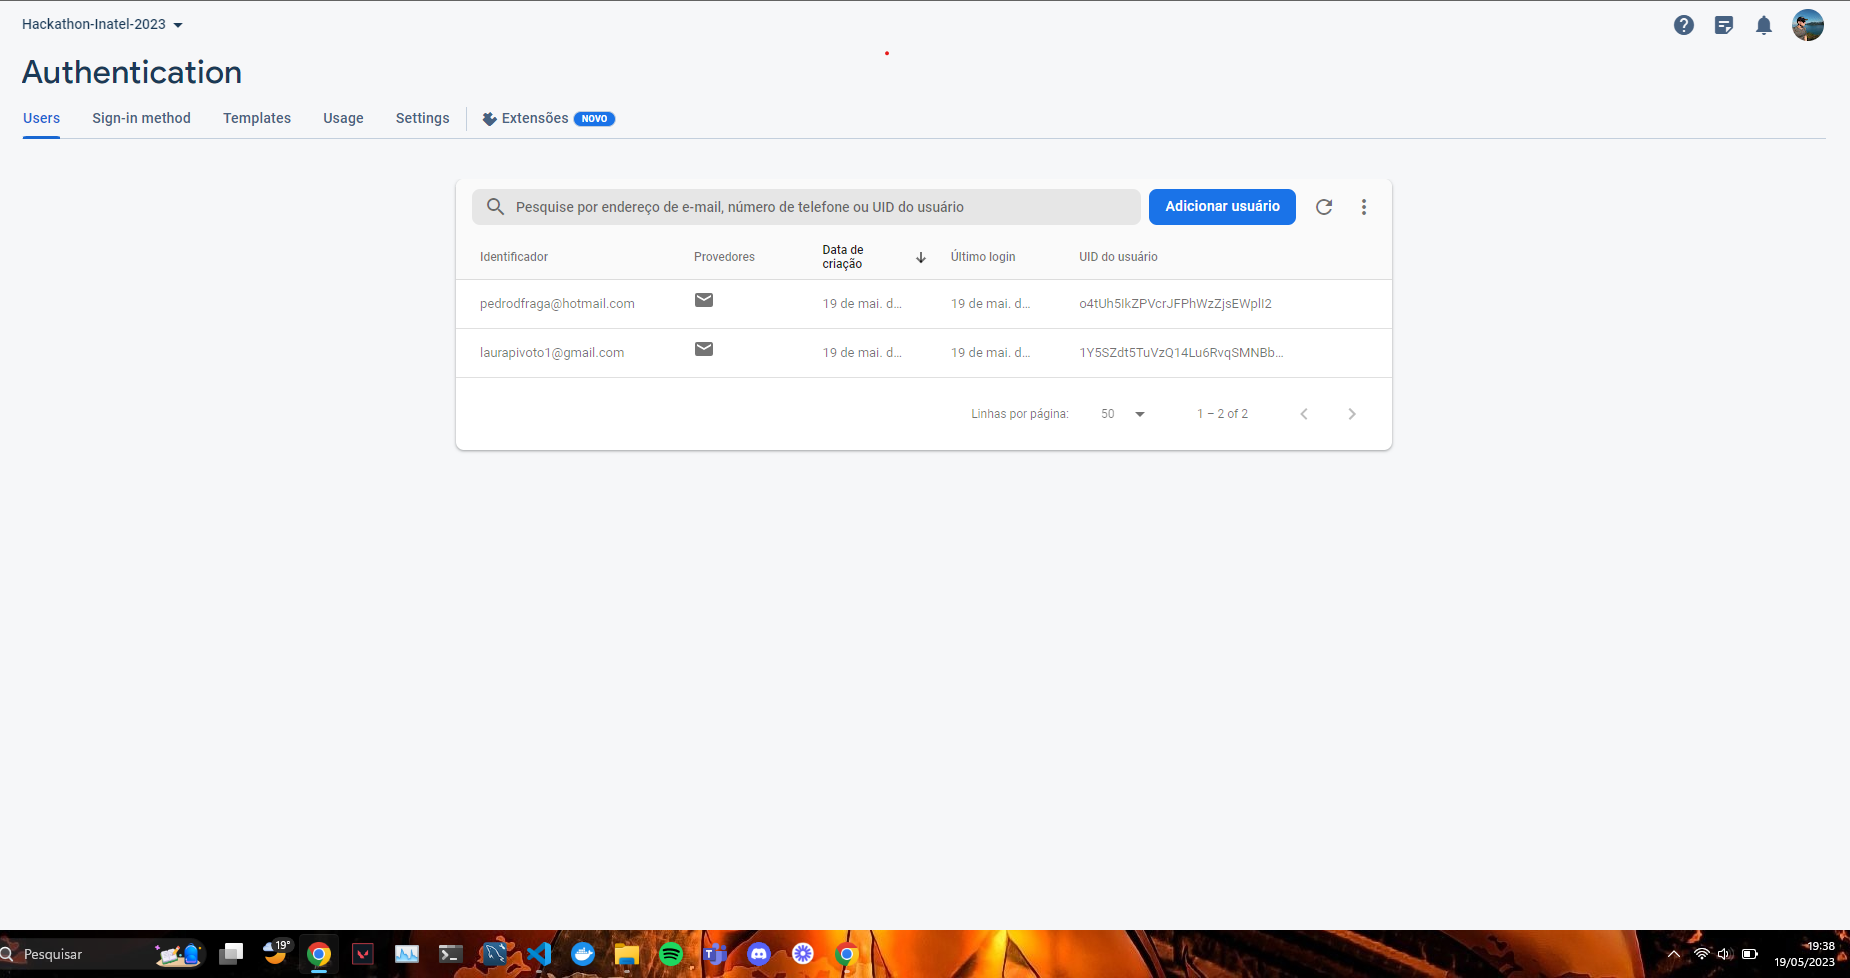 Hackathon-Inatel-2023
Authentication
Users Sign-in method Templates Usage Settings Extensões NOVO
Pesquise por endereço de e-mail, número de telefone ou UID do usuário Adicionar usuário
Identificador Provedores Data de criação Último login UID do usuário
pedrodfraga@hotmail.com 19 de mai. d... 19 de mai. d... o4tUh5IkZPVcrJFPhWzZjsEWplI2
laurapivoto1@gmail.com 19 de mai. d... 19 de mai. d... 1Y5SZdt5TuVzQ14Lu6RvqSMNBb...
Linhas por página: 50 1 – 2 of 2
Pesquisar 19° 19:38
19/05/2023